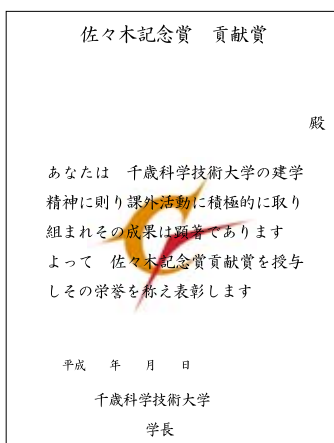 佐々木記念賞　貢献賞
殿
あなたは　千歳科学技術大学の建学
精神に則り課外活動に積極的に取り
組まれその成果は顕著であります
よって　佐々木記念賞貢献賞を授与
しその栄誉を称え表彰します
平成　年　月　日
千歳科学技術大学
学長